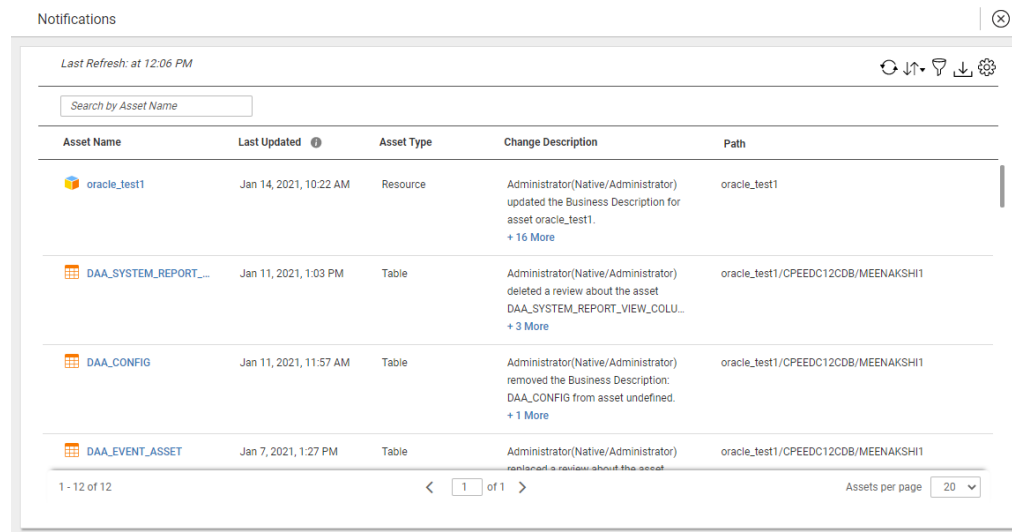 Notifications
Last Refresh: at 12:06 PM
Search by Asset Name
Asset Name Last Updated Asset Type Change Description Path
oracle_test1 Jan 14, 2021, 10:22 AM Resource Administrator(Native/Administrator) oracle_test1
updated the Business Description for
asset oracle_test1.
+ 16 More
DAA_SYSTEM_REPORT_... Jan 11, 2021, 1:03 PM Table Administrator(Native/Administrator) oracle_test1/CPEEDC12CDB/MEENAKSHI1
deleted a review about the asset
DAA_SYSTEM_REPORT_VIEW_COLU...
+ 3 More
DAA_CONFIG Jan 11, 2021, 11:57 AM Table Administrator(Native/Administrator) oracle_test1/CPEEDC12CDB/MEENAKSHI1
removed the Business Description:
DAA_CONFIG from asset undefined.
+ 1 More
DAA_EVENT_ASSET Jan 7, 2021, 1:27 PM Table Administrator(Native/Administrator) oracle_test1/CPEEDC12CDB/MEENAKSHI1
replaced a review about the asset
1 - 12 of 12 1 of 1 Assets per page 20